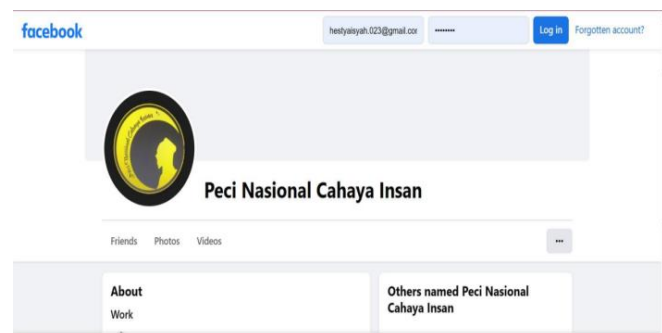 facebook
hestyaisyah.023@gmail.cor
••••••••
Log in
Forgotten account?
Peci Nasional Cahaya Insan
Friends Photos Videos
...
About
Work
Others named Peci Nasional
Cahaya Insan